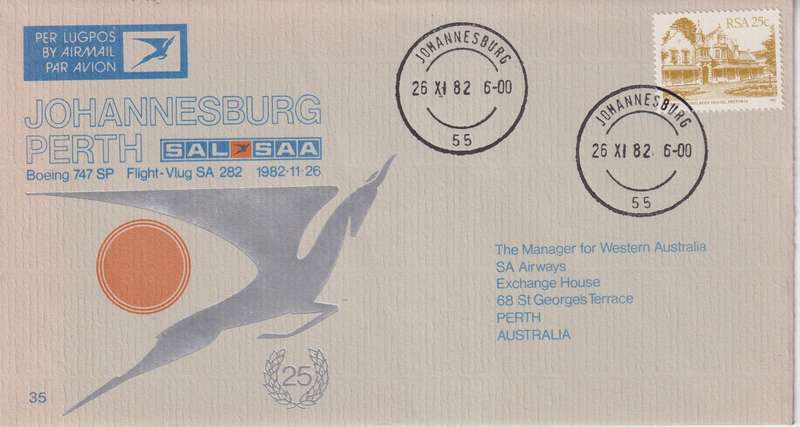 PER LUGPOS
BY AIRMAIL
PAR AVION
JOHANNESBURG
PERTH SAL SAA
Boeing 747 SP Flight-Vlug SA 282 1982·11·26
JOHANNESBURG
26 XI 82 6-00
55
RSA 25c
JOHANNESBURG
26 XI 82 6-00
55
The Manager for Western Australia
SA Airways
Exchange House
68 St George's Terrace
PERTH
AUSTRALIA
25
35